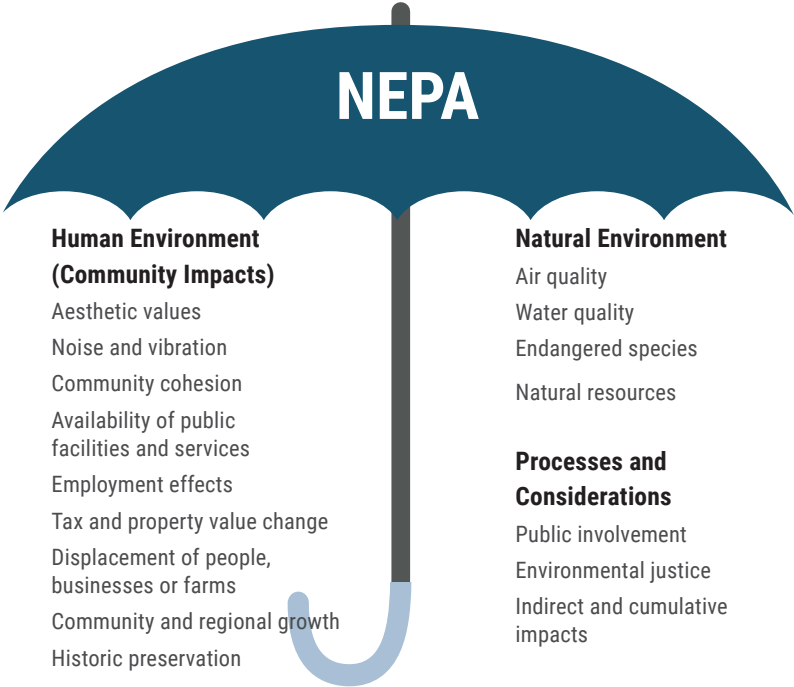 NEPA
Human Environment
(Community Impacts)
Aesthetic values
Noise and vibration
Community cohesion
Availability of public
facilities and services
Employment effects
Tax and property value change
Displacement of people,
businesses or farms
Community and regional growth
Historic preservation
Natural Environment
Air quality
Water quality
Endangered species
Natural resources
Processes and
Considerations
Public involvement
Environmental justice
Indirect and cumulative
impacts